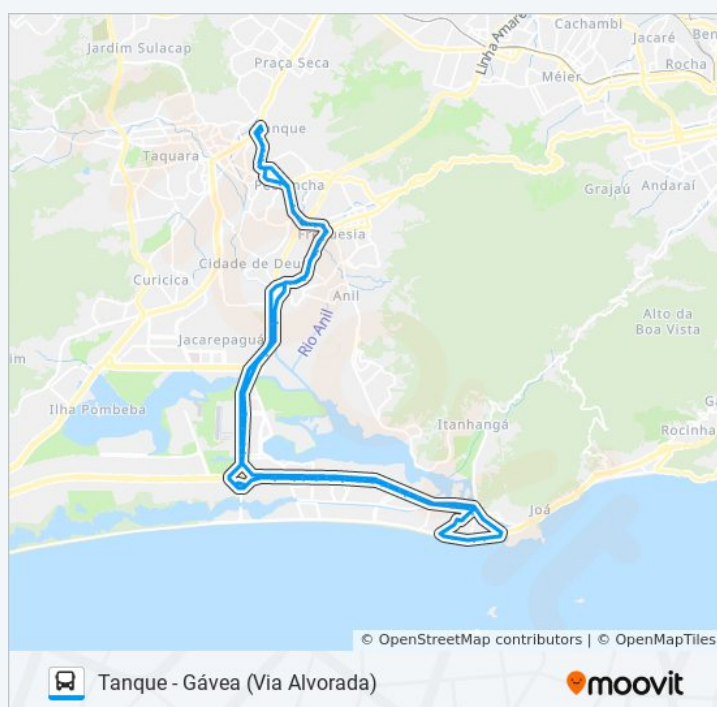 Cachambi
Jardim Sulacap
Jacaré
Praça Seca
Linha Amare
Rocha
Méier
Tanque
Taquara
Pechincha
Grajaú
Andaraí
Freguesia
Cidade de Deu
Curicica
Anil
Alto da
Boa Vista
Rio Anil
Jacarepaguá
Ilha Pombeba
Itanhangá
Rocinha
Joá
© OpenStreetMap contributors | © OpenMapTiles
Tanque - Gávea (Via Alvorada)
moovit